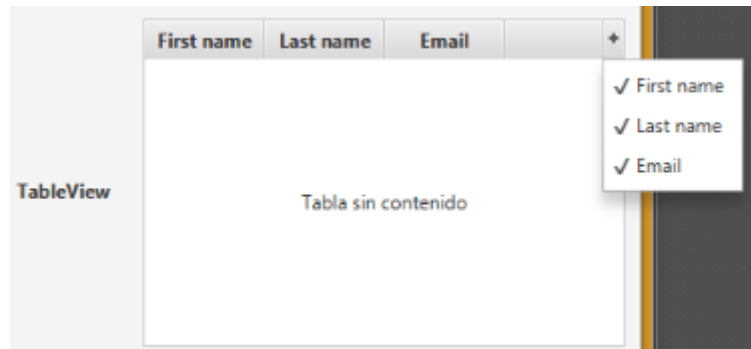 First name Last name Email +
✓ First name
✓ Last name
✓ Email
TableView
Tabla sin contenido